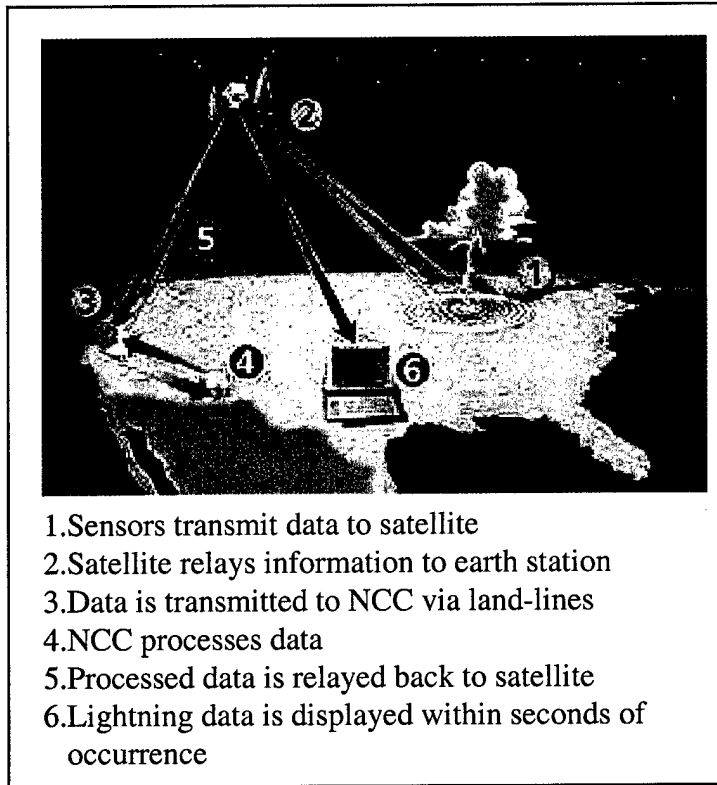 2
5
1
3
4
6
1.Sensors transmit data to satellite
2.Satellite relays information to earth station
3.Data is transmitted to NCC via land-lines
4.NCC processes data
5.Processed data is relayed back to satellite
6.Lightning data is displayed within seconds of
occurrence